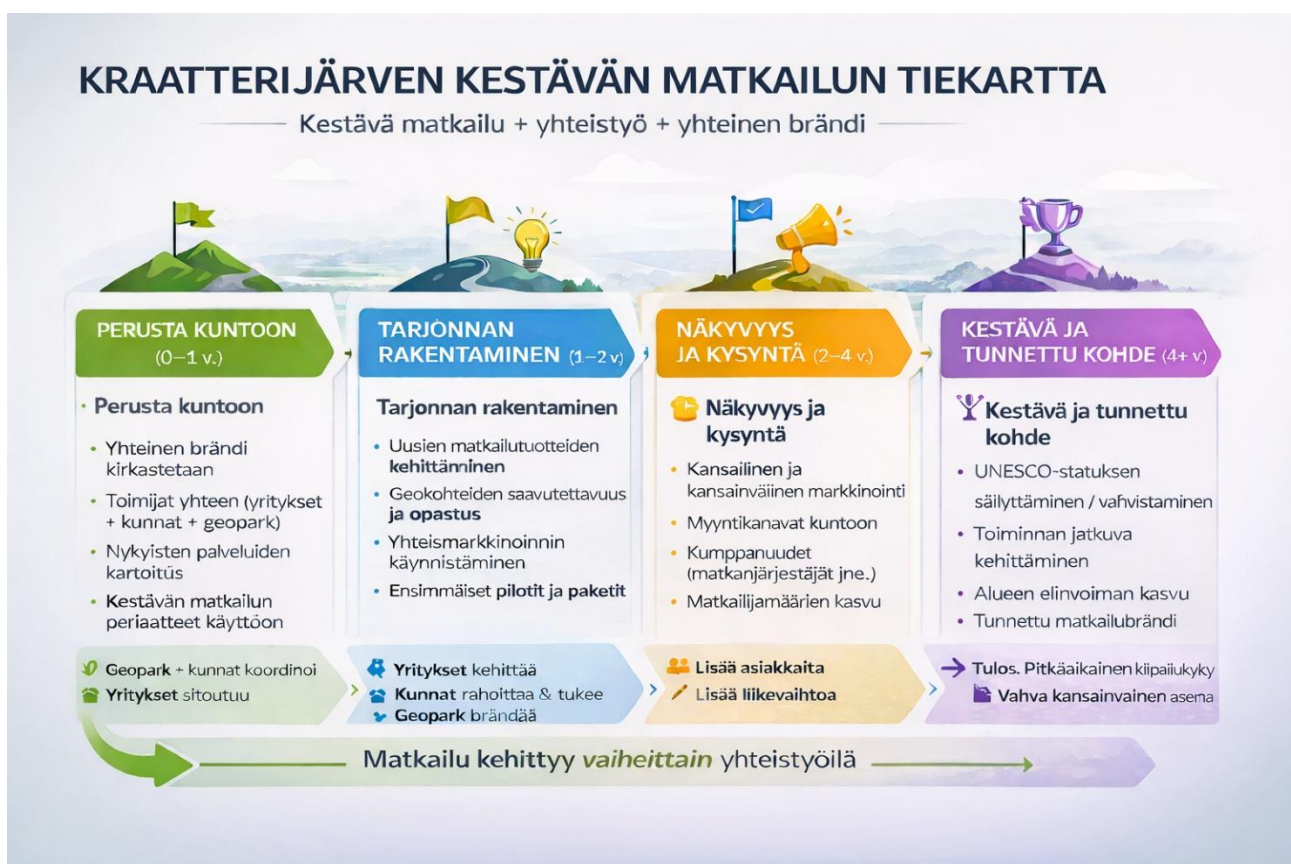 KRAATTERIJÄRVEN KESTÄVÄN MATKAILUN TIEKARTTA
Kestävä matkailu + yhteistyö + yhteinen brändi
PERUSTA KUNTOON
(0–1 v.)
• Perusta kuntoon
• Yhteinen brändi
kirkastetaan
• Toimijat yhteen (yritykset
+ kunnat + geopark)
• Nykyisten palveluiden
kartoitus
• Kestävän matkailun
periaatteet käyttöon
Geopark + kunnat koordinoi
Yritykset sitoutuu
TARJONNAN
RAKENTAMINEN (1–2 v)
Tarjonnan rakentaminen
• Uusien matkailutuotteiden
kehittänninen
• Geokohteiden saavutettavuus
ja opastus
• Yhteismarkkinoinnin
käynnistäminen
• Ensimmäiset pilotit ja paketit
Yritykset kehittää
Kunnat rahoittaa & tukee
Geopark brändää
NÄKYVYYS
JA KYSYNTÄ (2–4 v.)
Näkyvyys ja
kysyntä
• Kansailinen ja
kansainväiinen markkinointi
• Myyntikanavat kuntoon
• Kumppanuudet
(matkanjärjestäjät jne.)
• Matkailijamäärien kasvu
Lisää asiakkaita
Lisää liikevaihtoa
KESTÄVÄ JA
TUNNETTU KOHDE (4+ v)
Kestävä ja tunnettu
kohde
• UNESCO-statuksen
säilyttäminen / vahvistaminen
• Toiminnan jatkuva
kehittäminen
• Alueen elinvoiman kasvu
• Tunnettu matkailubrändi
Tulos. Pitkäaikainen kiipailukyky
Vahva kansainvainen asema
Matkailu kehittyy vaiheittain yhteistyöilä